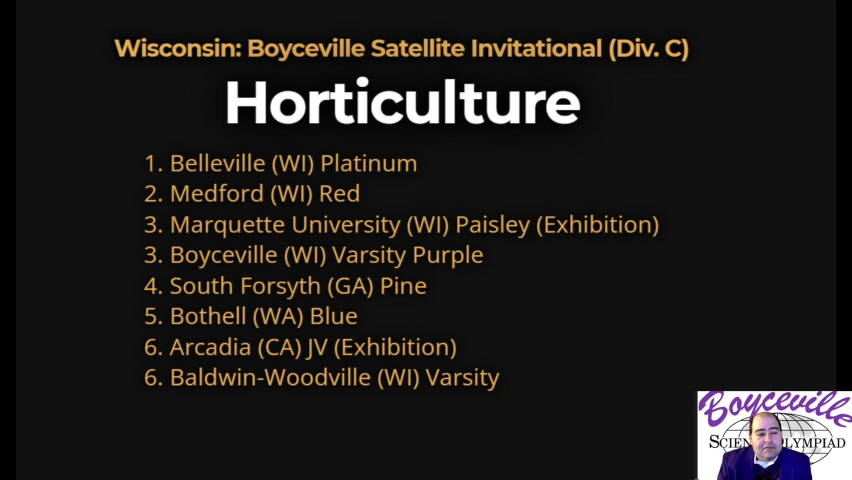 Wisconsin: Boyceville Satellite Invitational (Div. C)
Horticulture
1. Belleville (WI) Platinum
2. Medford (WI) Red
3. Marquette University (WI) Paisley (Exhibition)
3. Boyceville (WI) Varsity Purple
4. South Forsyth (GA) Pine
5. Bothell (WA) Blue
6. Arcadia (CA) JV (Exhibition)
6. Baldwin-Woodville (WI) Varsity
Boyceville